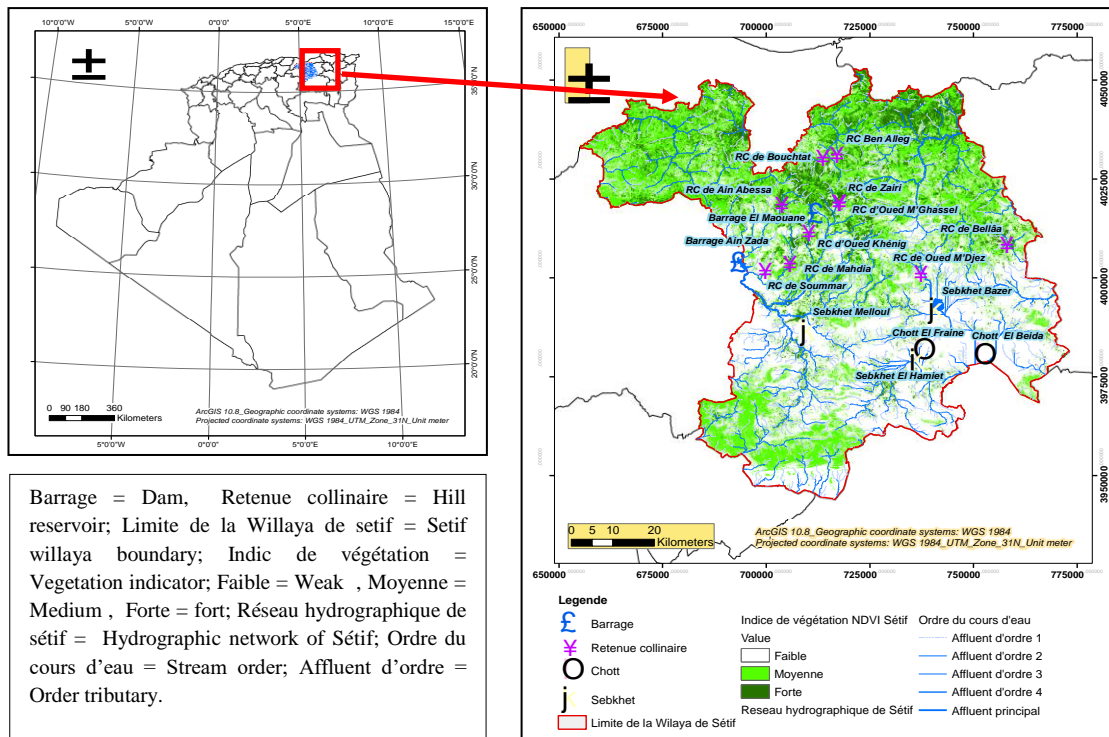 10°0'0"W 5°0'0"W 0°0'0" 5°0'0"E 10°0'0"E 15°0'0"E
35°0'0"N
30°0'0"N
25°0'0"N
20°0'0"N
0 90 180 360
Kilometers
ArcGIS 10.8_Geographic coordinate systems: WGS 1984
Projected coordinate systems: WGS 1984_UTM_Zone_31N_Unit meter
5°0'0"W 0°0'0" 5°0'0"E 10°0'0"E
Barrage = Dam, Retenue collinaire = Hill
reservoir; Limite de la Willaya de setif = Setif
willaya boundary; Indic de végétation =
Vegetation indicator; Faible = Weak , Moyenne =
Medium , Forte = fort; Réseau hydrographique de
sétif = Hydrographic network of Sétif; Ordre du
cours d'eau = Stream order; Affluent d'ordre =
Order tributary.
650000 675000 700000 725000 750000 775000
4050000
4025000
4000000
3975000
3950000
RC Ben Alleg
RC de Bouchtat
RC de Ain Abessa
RC de Zairi
RC d'Oued M'Ghassel
Barrage El Maouane
RC de Bellâa
Barrage Ain Zada
RC d'Oued Khénig
RC de Oued M'Djez
RC de Mahdia
RC de Soummar
Sebkhet Bazer
Sebkhet Melloul
Chott El Fraine
Chott El Beida
Sebkhet El Hamiet
0 5 10 20
Kilometers
ArcGIS 10.8_Geographic coordinate systems: WGS 1984
Projected coordinate systems: WGS 1984_UTM_Zone_31N_Unit meter
650000 675000 700000 725000 750000 775000
Legende
£ Barrage
¥ Retenue collinaire
O Chott
j Sebkhet
Limite de la Wilaya de Sétif
Indice de végétation NDVI Sétif
Value
Faible
Moyenne
Forte
Reseau hydrographique de Sétif
Ordre du cours d'eau
Affluent d'ordre 1
Affluent d'ordre 2
Affluent d'ordre 3
Affluent d'ordre 4
Affluent principal